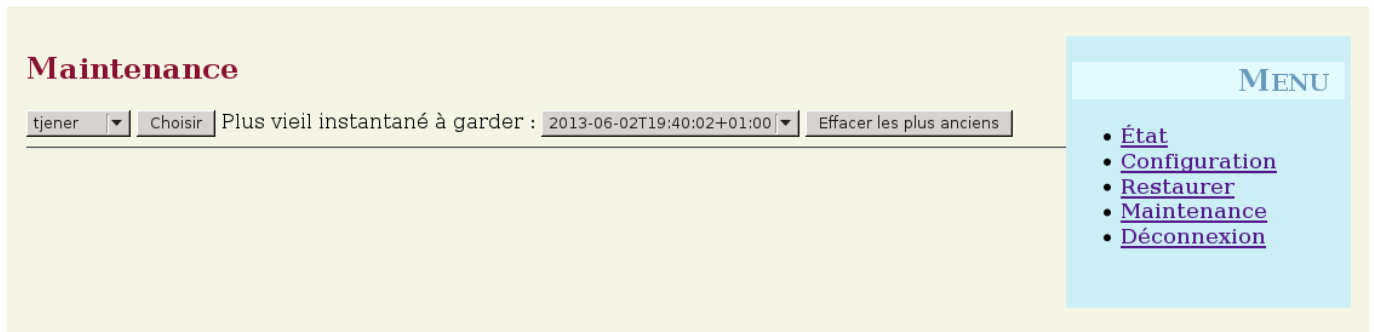 Maintenance
tjener Choisir Plus vieil instantané à garder : 2013-06-02T19:40:02+01:00 Effacer les plus anciens
MENU
État
Configuration
Restaurer
Maintenance
Déconnexion